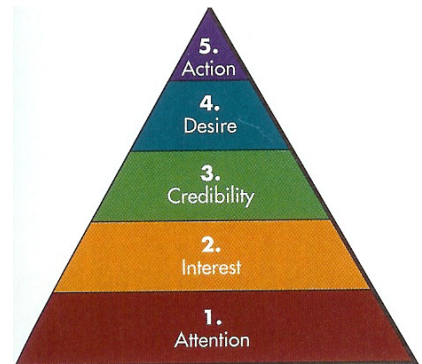 5.
Action
4.
Desire
3.
Credibility
2.
Interest
1.
Attention